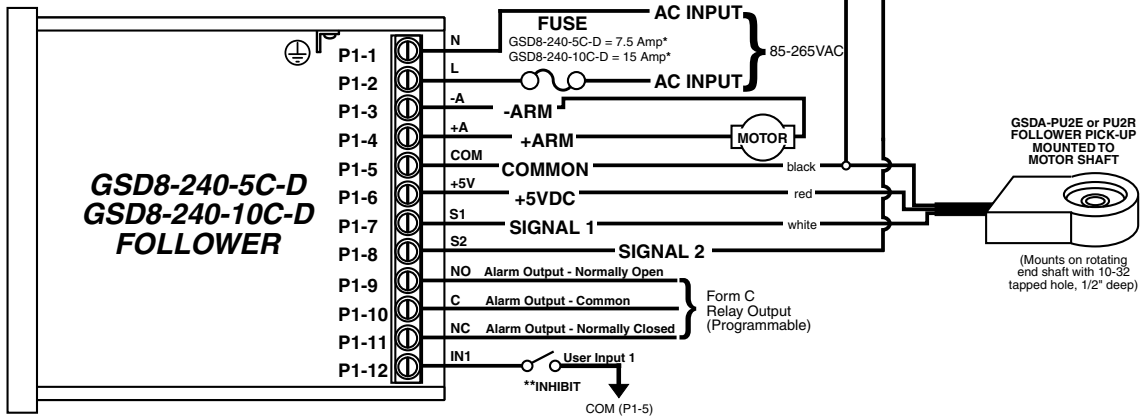 GSD8-240-5C-D
GSD8-240-10C-D
FOLLOWER
P1-1
P1-2
P1-3
P1-4
P1-5
P1-6
P1-7
P1-8
P1-9
P1-10
P1-11
P1-12
N
L
-A
+A
COM
+5V
S1
S2
NO
C
NC
IN1
AC INPUT
FUSE
GSD8-240-5C-D = 7.5 Amp*
GSD8-240-10C-D = 15 Amp*
AC INPUT
85-265VAC
-ARM
+ARM
MOTOR
COMMON
black
+5VDC
red
SIGNAL 1
white
SIGNAL 2
Alarm Output - Normally Open
Alarm Output - Common
Alarm Output - Normally Closed
Form C
Relay Output
(Programmable)
User Input 1
**INHIBIT
COM (P1-5)
GSDA-PU2E or PU2R
FOLLOWER PICK-UP
MOUNTED TO
MOTOR SHAFT
(Mounts on rotating
end shaft with 10-32
tapped hole, 1/2" deep)